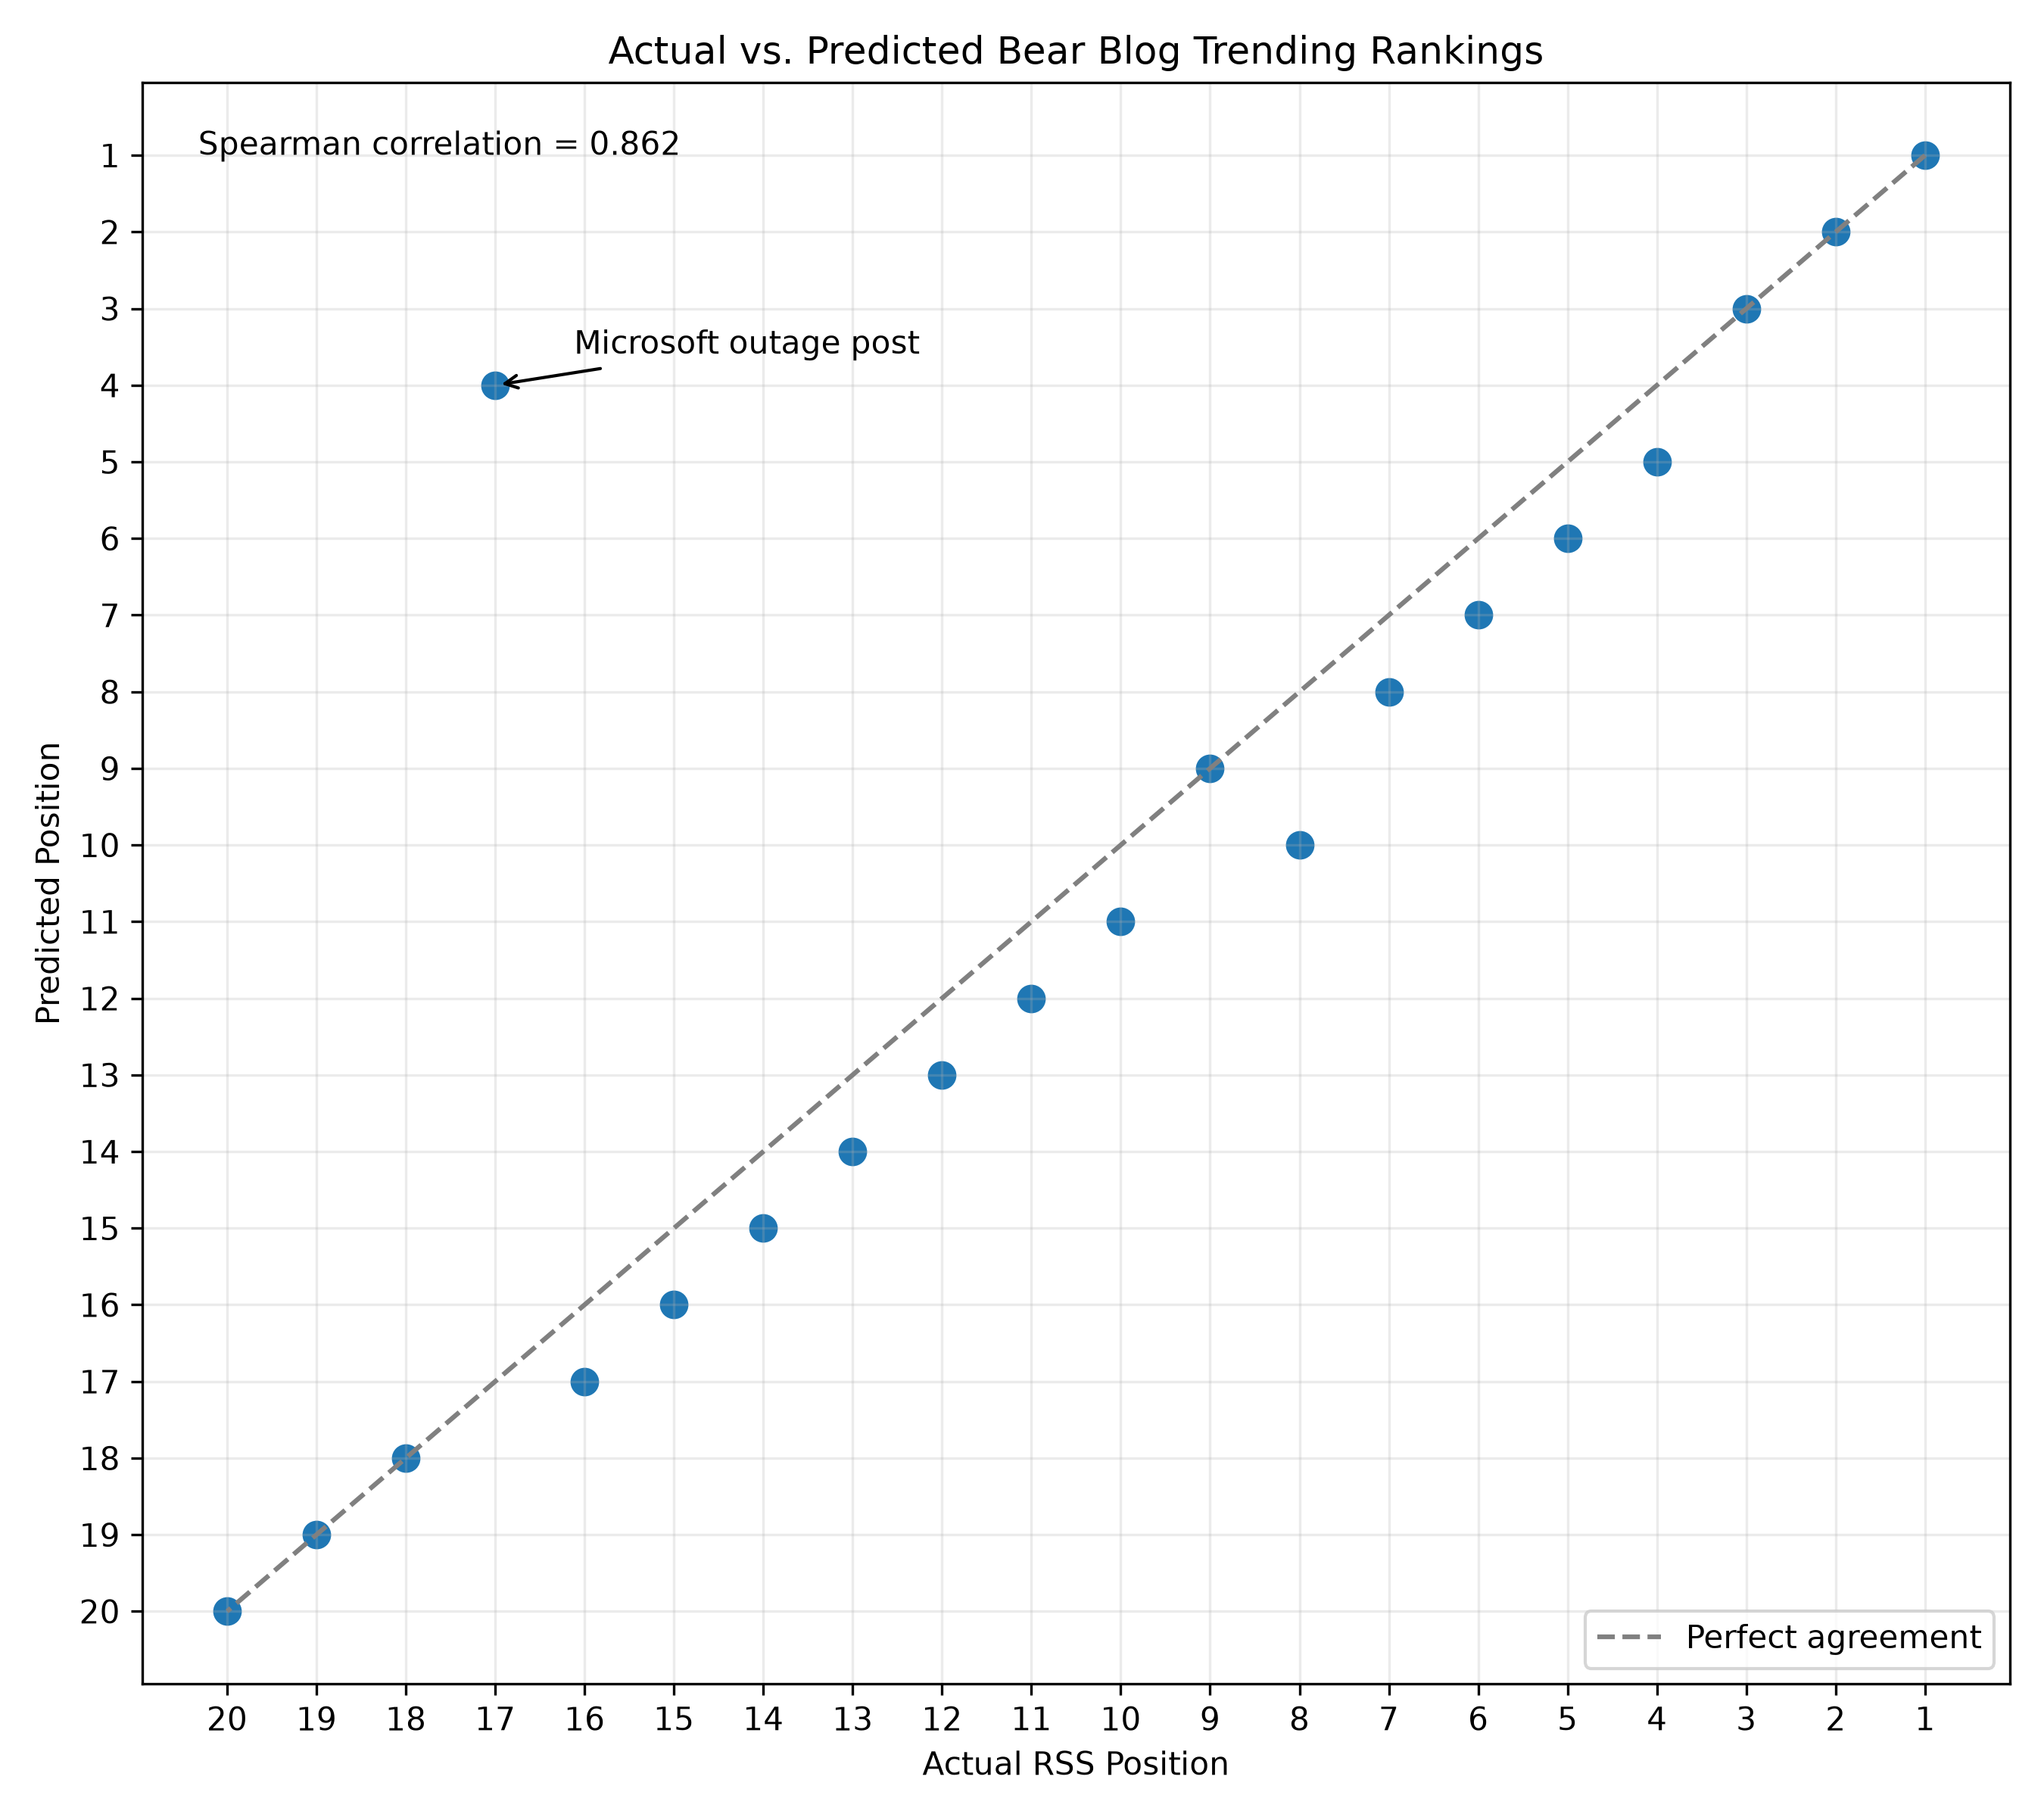 Actual vs. Predicted Bear Blog Trending Rankings
Spearman correlation = 0.862
Microsoft outage post
Predicted Position
1
2
3
4
5
6
7
8
9
10
11
12
13
14
15
16
17
18
19
20
Perfect agreement
20 19 18 17 16 15 14 13 12 11 10 9 8 7 6 5 4 3 2 1
Actual RSS Position